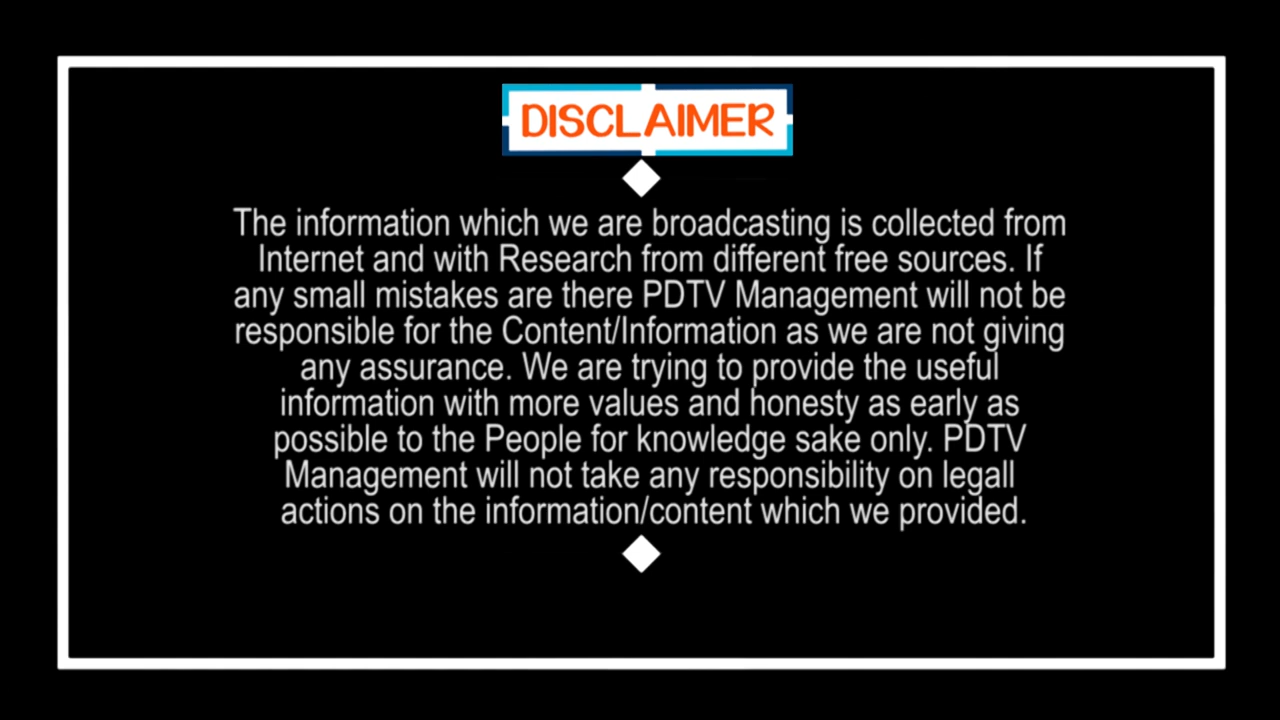 DISCLAIMER
The information which we are broadcasting is collected from
Internet and with Research from different free sources. If
any small mistakes are there PDTV Management will not be
responsible for the Content/Information as we are not giving
any assurance. We are trying to provide the useful
information with more values and honesty as early as
possible to the People for knowledge sake only. PDTV
Management will not take any responsibility on legall
actions on the information/content which we provided.